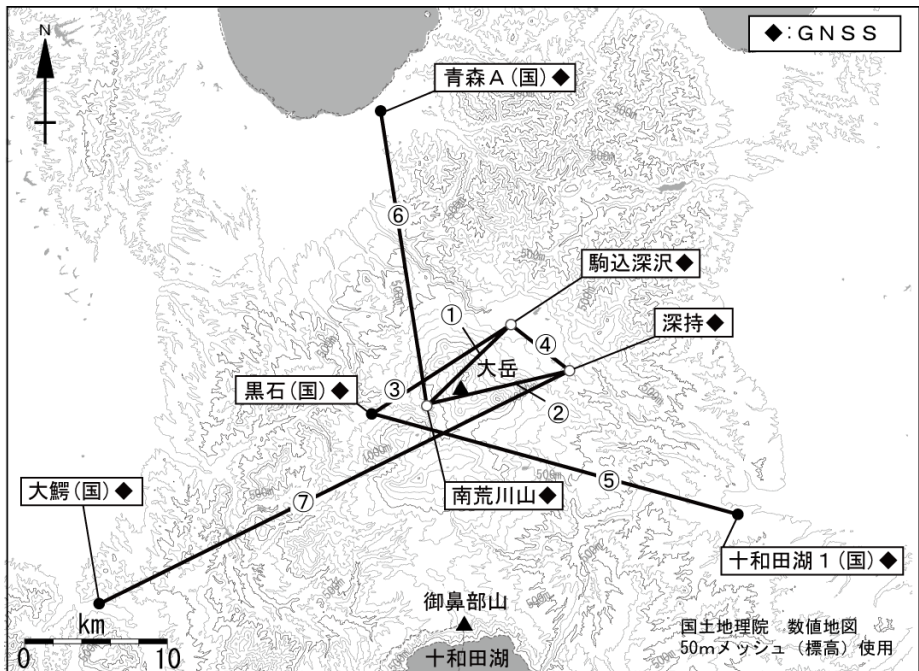 N
◆:GNSS
青森A(国)◆
⑥
500m
駒込深沢◆
深持◆
①
④
大岳
黒石(国)◆
③
②
1000m
500m
大鰐(国)◆
⑦
南荒川山◆
⑤
十和田湖1(国)◆
御鼻部山
km
0 10
十和田湖
国土地理院 数値地図
50mメッシュ(標高)使用